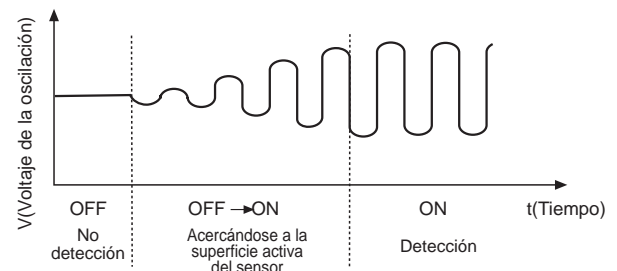 V(Voltaje de la oscilación)
OFF
OFF → ON
ON
t(Tiempo)
No
detección
Acercándose a la
superficie activa
del sensor
Detección